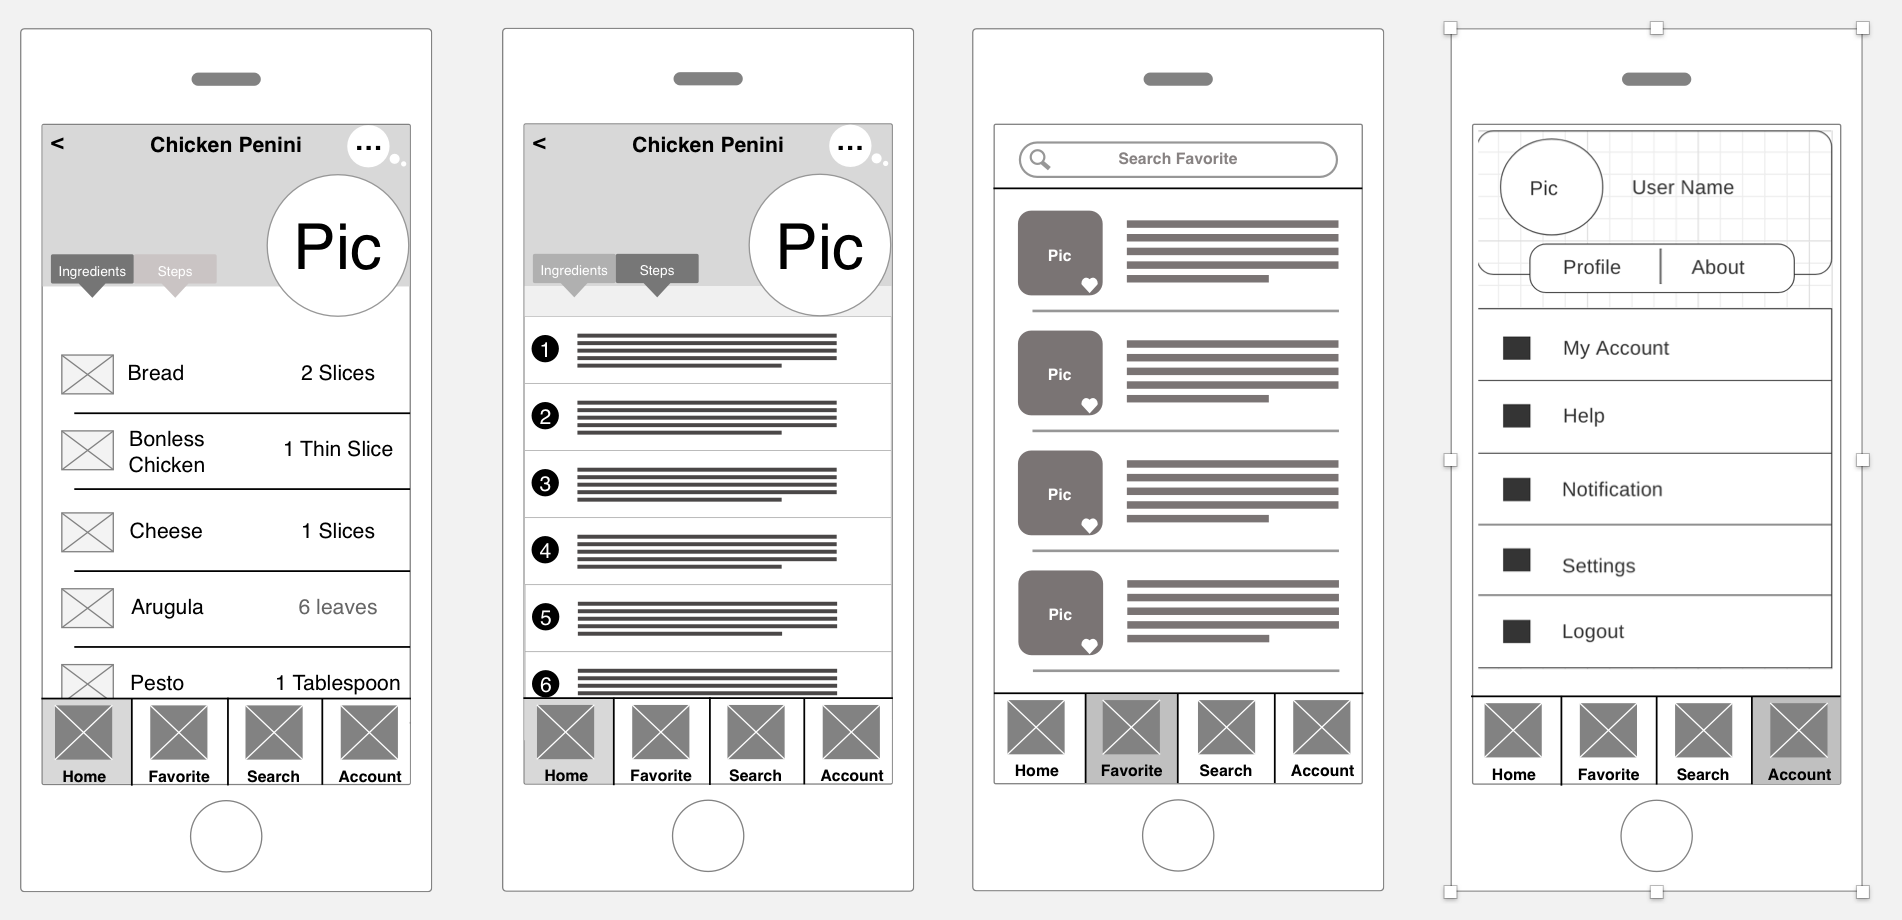 < Chicken Penini ...
Pic
Ingredients Steps
Bread 2 Slices
Bonless
Chicken
1 Thin Slice
Cheese 1 Slices
Arugula 6 leaves
Pesto 1 Tablespoon
Home Favorite Search Account
< Chicken Penini ...
Pic
Ingredients Steps
1
2
3
4
5
6
Home Favorite Search Account
Search Favorite
Pic
Pic
Pic
Pic
Home Favorite Search Account
Pic User Name
Profile About
My Account
Help
Notification
Settings
Logout
Home Favorite Search Account